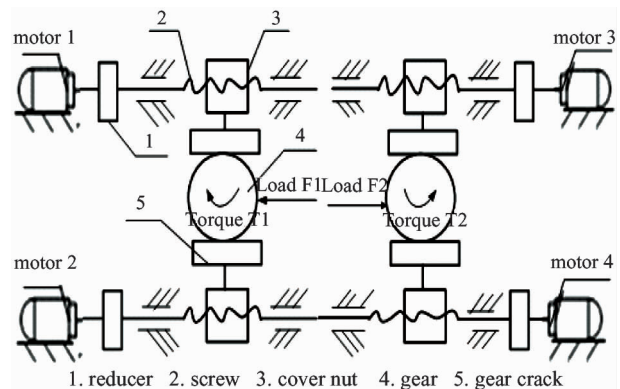 motor 1
2
3
motor 3
1
4
Load F1
Load F2
5
Torque T1
Torque T2
motor 2
motor 4
1. reducer 2. screw 3. cover nut 4. gear 5. gear crack